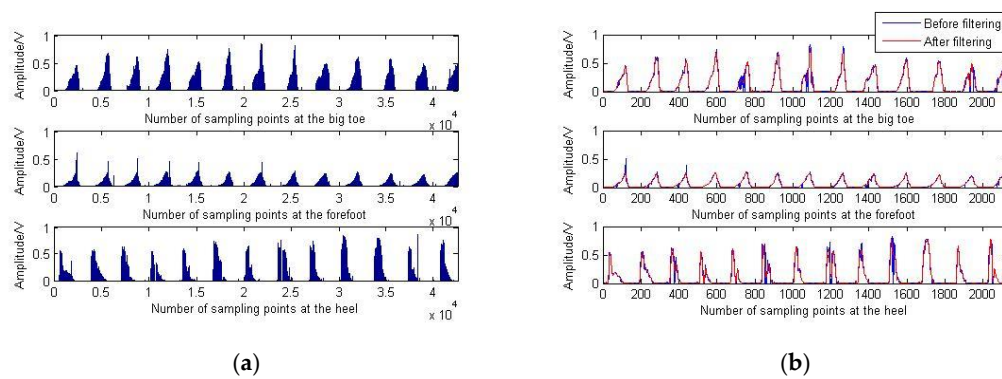 Before filtering
After filtering
Amplitude/V
1
0.5
0
0 0.5 1 1.5 2 2.5 3 3.5 4
Number of sampling points at the big toe
x 10^4
Amplitude/V
1
0.5
0
0 0.5 1 1.5 2 2.5 3 3.5 4
Number of sampling points at the forefoot
x 10^4
Amplitude/V
1
0.5
0
0 0.5 1 1.5 2 2.5 3 3.5 4
Number of sampling points at the heel
x 10^4
(a)
Amplitude/V
1
0.5
0
0 200 400 600 800 1000 1200 1400 1600 1800 2000
Number of sampling points at the big toe
Amplitude/V
1
0.5
0
0 200 400 600 800 1000 1200 1400 1600 1800 2000
Number of sampling points at the forefoot
Amplitude/V
1
0.5
0
0 200 400 600 800 1000 1200 1400 1600 1800 2000
Number of sampling points at the heel
(b)